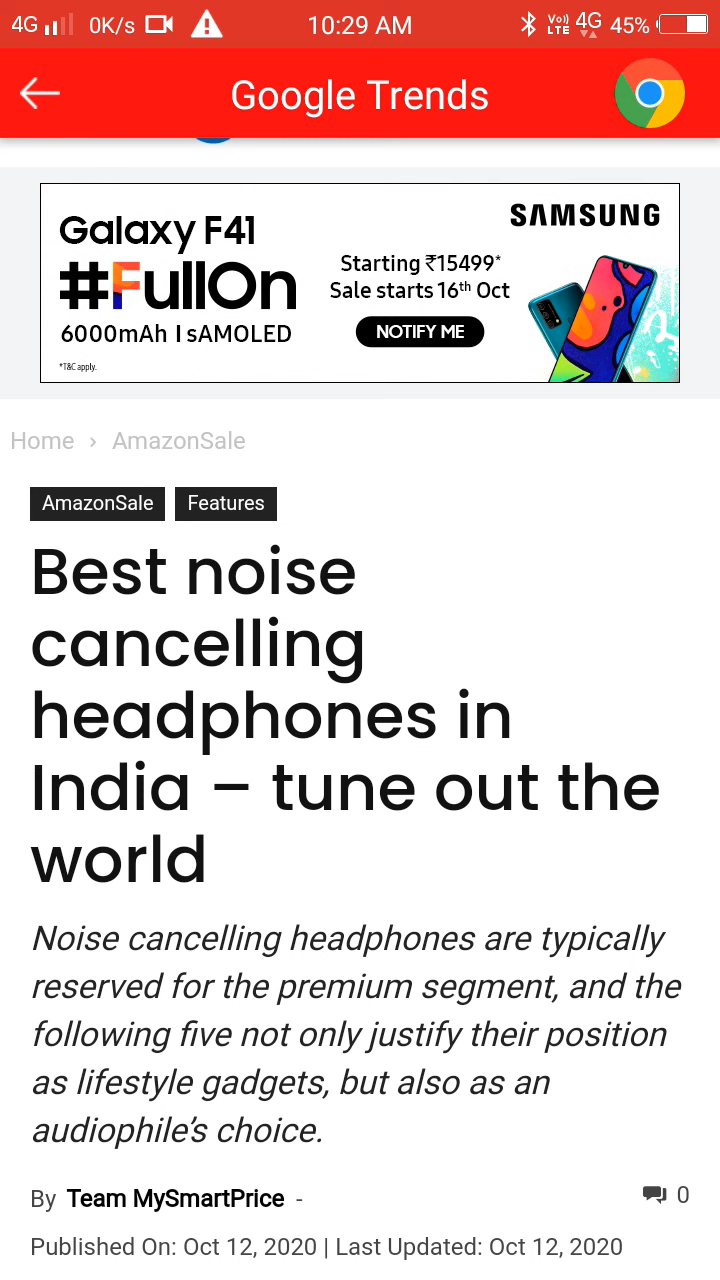 4G 0K/s 10:29 AM Vo)) LTE 4G 45%
Google Trends
Galaxy F41
#FullOn
6000mAh I sAMOLED
*T&C apply.
SAMSUNG
Starting ₹15499*
Sale starts 16th Oct
NOTIFY ME
Home › AmazonSale
AmazonSale Features
Best noise
cancelling
headphones in
India – tune out the
world
Noise cancelling headphones are typically
reserved for the premium segment, and the
following five not only justify their position
as lifestyle gadgets, but also as an
audiophile's choice.
By Team MySmartPrice - 0
Published On: Oct 12, 2020 | Last Updated: Oct 12, 2020